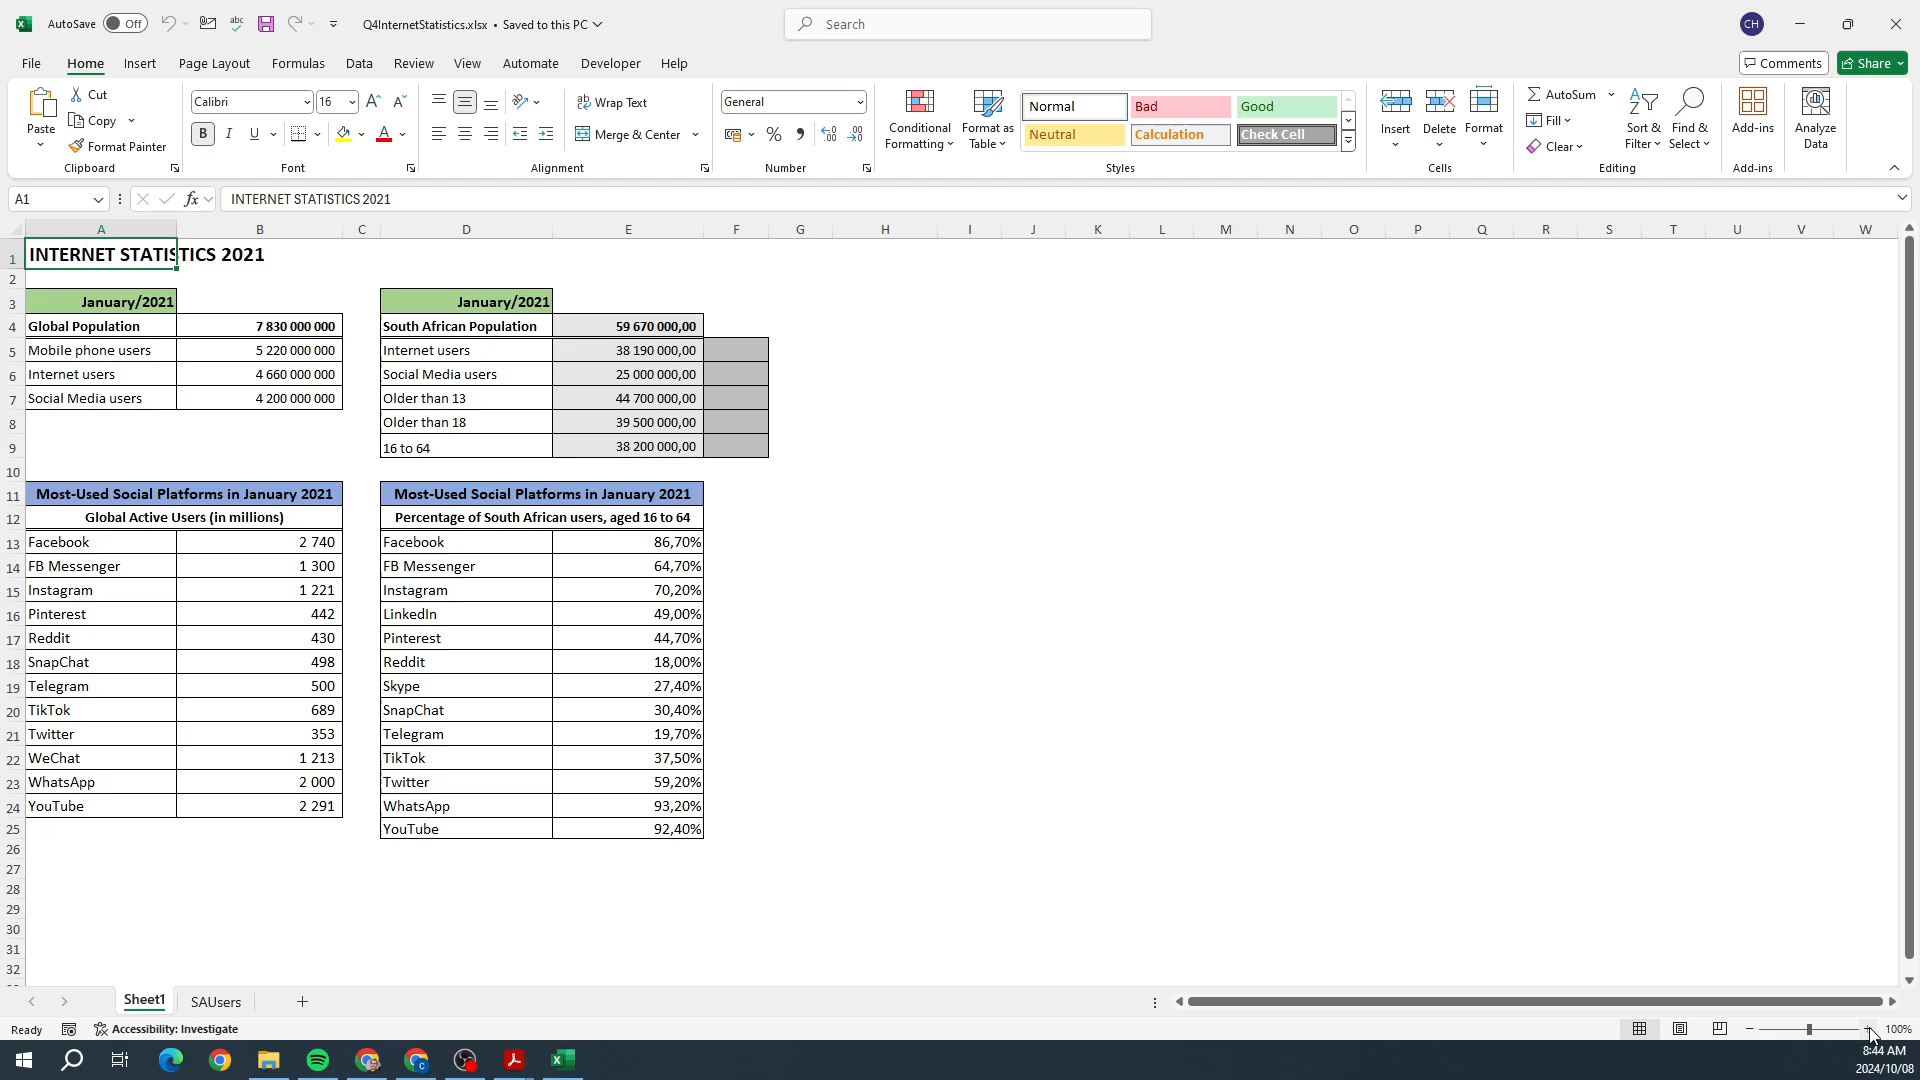 AutoSave Off Q4InternetStatistics.xlsx • Saved to this PC Search CH
File Home Insert Page Layout Formulas Data Review View Automate Developer Help Comments Share
Paste Cut Copy Format Painter Clipboard
Calibri 16 B I U A Font
Wrap Text Merge & Center Alignment
General % Number
Conditional Formatting Format as Table
Normal Bad Good
Neutral Calculation Check Cell
Styles
Insert Delete Format Cells
AutoSum Fill Clear Sort & Filter Find & Select Editing
Add-ins Add-ins
Analyze Data
A1 fx INTERNET STATISTICS 2021
A B C D E F G H I J K L M N O P Q R S T U V W
1 INTERNET STATISTICS 2021
2
3 January/2021 January/2021
4 Global Population 7 830 000 000 South African Population 59 670 000,00
5 Mobile phone users 5 220 000 000 Internet users 38 190 000,00
6 Internet users 4 660 000 000 Social Media users 25 000 000,00
7 Social Media users 4 200 000 000 Older than 13 44 700 000,00
8 Older than 18 39 500 000,00
9 16 to 64 38 200 000,00
10
11 Most-Used Social Platforms in January 2021 Most-Used Social Platforms in January 2021
12 Global Active Users (in millions) Percentage of South African users, aged 16 to 64
13 Facebook 2 740 Facebook 86,70%
14 FB Messenger 1 300 FB Messenger 64,70%
15 Instagram 1 221 Instagram 70,20%
16 Pinterest 442 LinkedIn 49,00%
17 Reddit 430 Pinterest 44,70%
18 SnapChat 498 Reddit 18,00%
19 Telegram 500 Skype 27,40%
20 TikTok 689 SnapChat 30,40%
21 Twitter 353 Telegram 19,70%
22 WeChat 1 213 TikTok 37,50%
23 WhatsApp 2 000 Twitter 59,20%
24 YouTube 2 291 WhatsApp 93,20%
25 YouTube 92,40%
26
27
28
29
30
31
32
Sheet1 SAUsers
Ready Accessibility: Investigate 100%
8:44 AM
2024/10/08